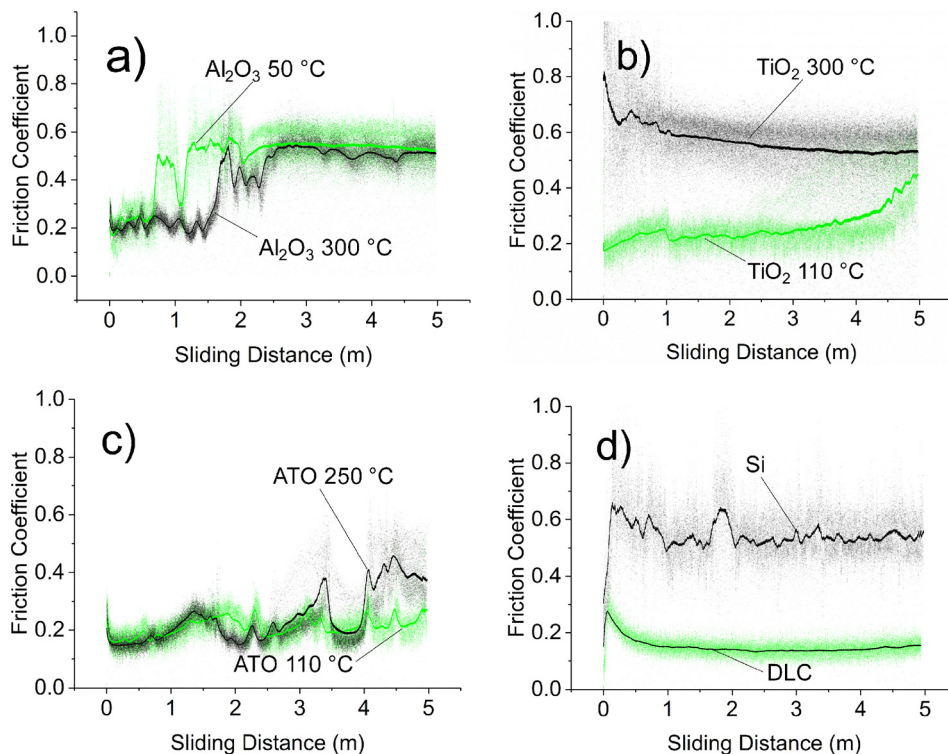 a)
Friction Coefficient
1.0
0.8
0.6
0.4
0.2
0.0
Al₂O₃ 50 °C
Al₂O₃ 300 °C
0 1 2 3 4 5
Sliding Distance (m)
b)
Friction Coefficient
1.0
0.8
0.6
0.4
0.2
0.0
TiO₂ 300 °C
TiO₂ 110 °C
0 1 2 3 4 5
Sliding Distance (m)
c)
Friction Coefficient
1.0
0.8
0.6
0.4
0.2
0.0
ATO 250 °C
ATO 110 °C
0 1 2 3 4 5
Sliding Distance (m)
d)
Friction Coefficient
1.0
0.8
0.6
0.4
0.2
0.0
Si
DLC
0 1 2 3 4 5
Sliding Distance (m)